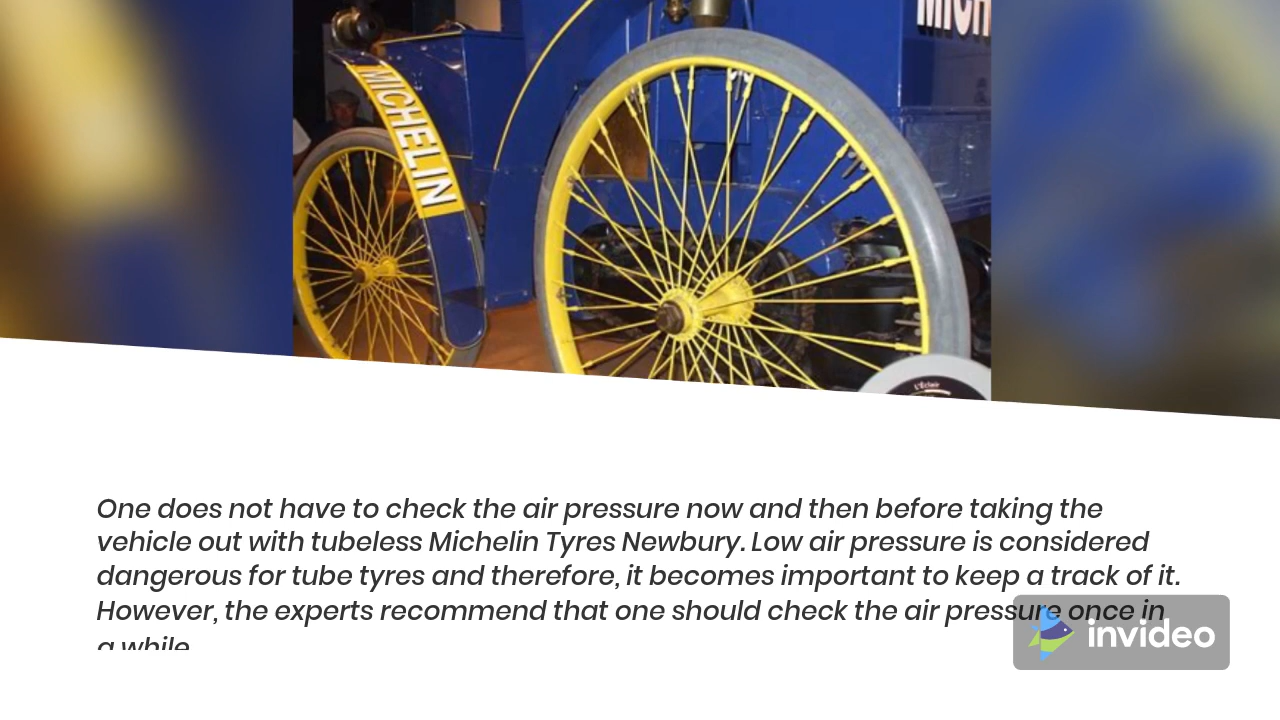 MICHELIN
MICH
L'Éclair
One does not have to check the air pressure now and then before taking the
vehicle out with tubeless Michelin Tyres Newbury. Low air pressure is considered
dangerous for tube tyres and therefore, it becomes important to keep a track of it.
However, the experts recommend that one should check the air pressure once in
a while
invideo